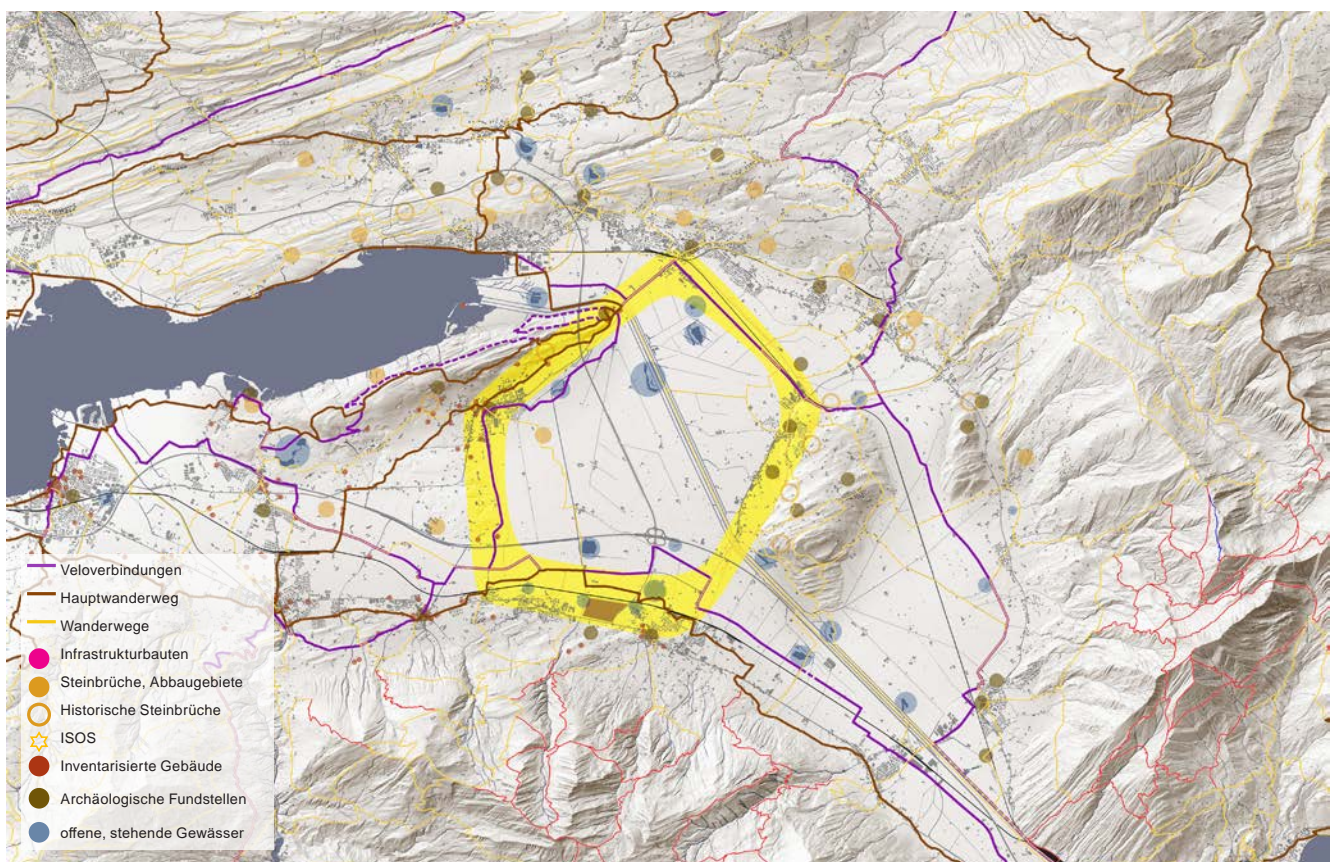 Veloverbindungen
Hauptwanderweg
Wanderwege
Infrastrukturbauten
Steinbrüche, Abbaugebiete
Historische Steinbrüche
ISOS
Inventarisierte Gebäude
Archäologische Fundstellen
offene, stehende Gewässer